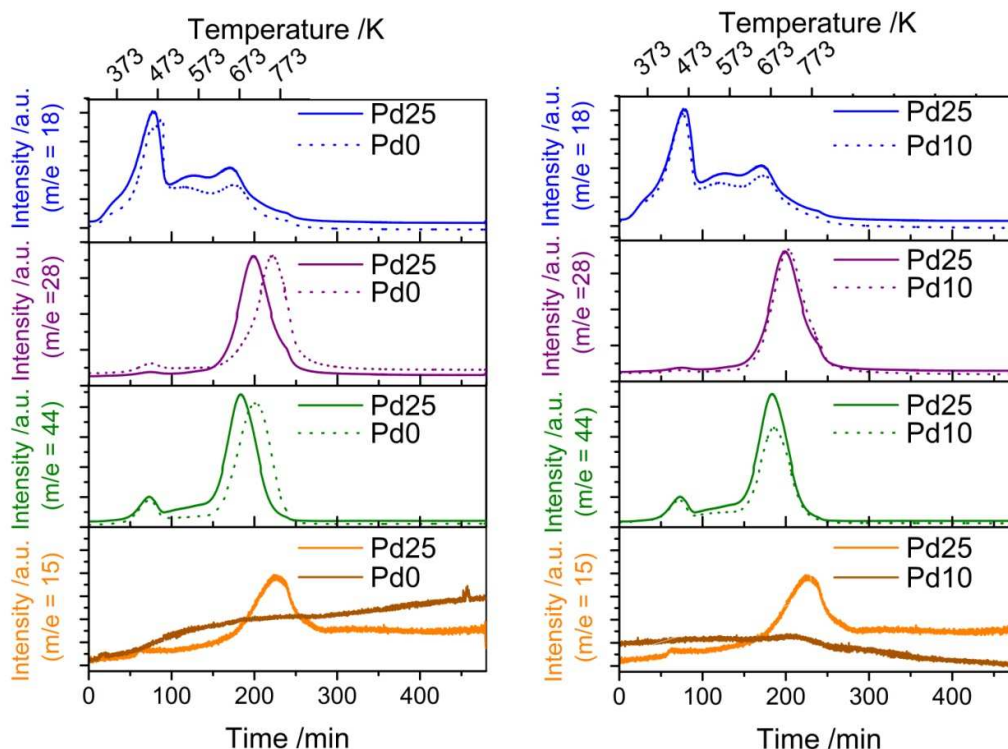 Temperature /K
373 473 573 673 773
Intensity /a.u.
(m/e = 18)
Pd25
Pd0
Intensity /a.u.
(m/e =28)
Pd25
Pd0
Intensity /a.u.
(m/e = 44)
Pd25
Pd0
Intensity /a.u.
(m/e = 15)
Pd25
Pd0
0 100 200 300 400
Time /min
Temperature /K
373 473 573 673 773
Intensity /a.u.
(m/e = 18)
Pd25
Pd10
Intensity /a.u.
(m/e =28)
Pd25
Pd10
Intensity /a.u.
(m/e = 44)
Pd25
Pd10
Intensity /a.u.
(m/e = 15)
Pd25
Pd10
0 100 200 300 400
Time /min